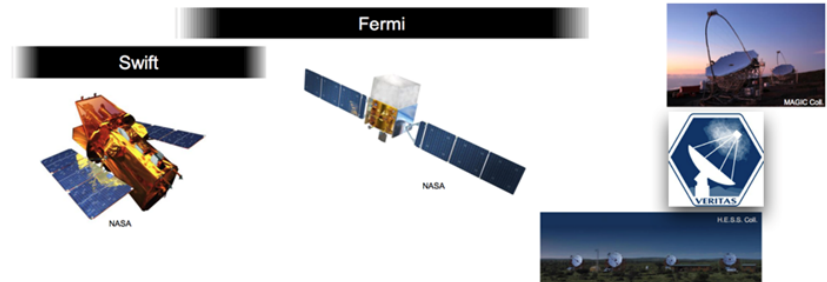 Fermi
Swift
MAGIC Coll.
NASA
VERITAS
NASA
H.E.S.S. Coll.